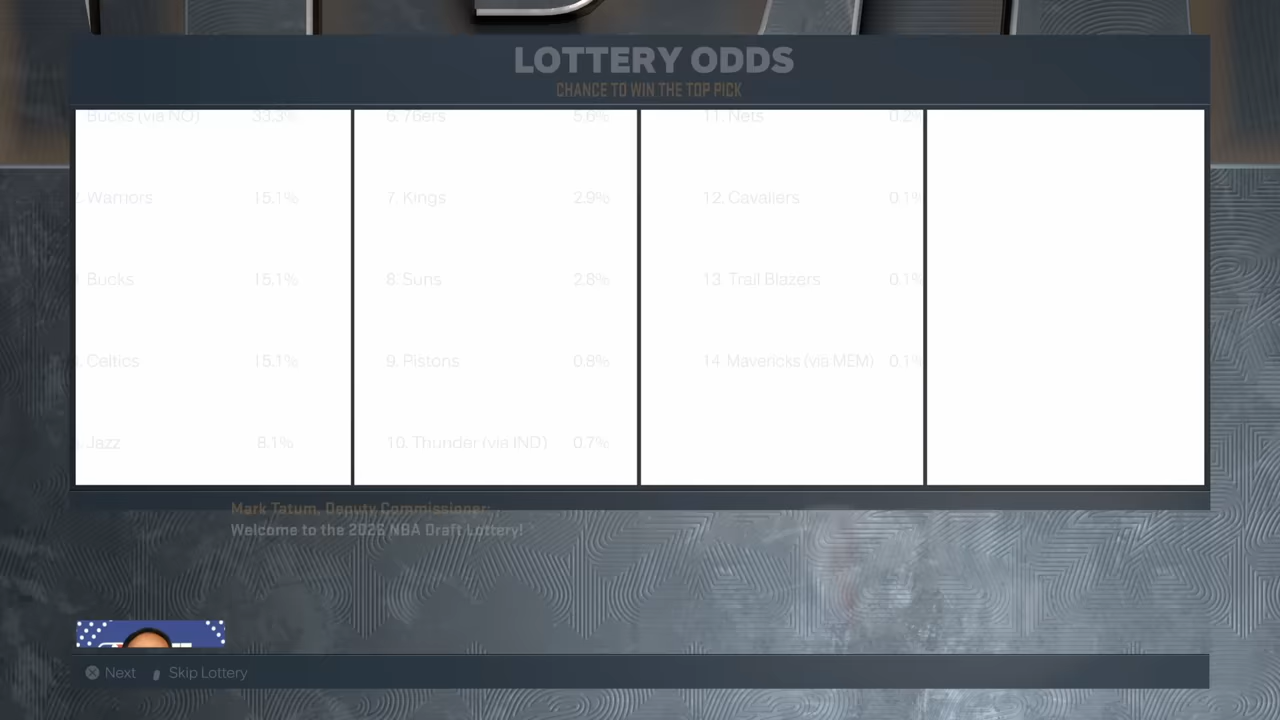 LOTTERY ODDS
CHANCE TO WIN THE TOP PICK
Bucks (via NO) 33.3%
Warriors 15.1%
Bucks 15.1%
Celtics 15.1%
Jazz 8.1%
6. 76ers 5.6%
7. Kings 2.9%
8. Suns 2.8%
9. Pistons 0.8%
10. Thunder (via IND) 0.7%
11. Nets 0.2%
12. Cavaliers 0.1%
13. Trail Blazers 0.1%
14. Mavericks (via MEM) 0.1%
Mark Tatum, Deputy Commissioner:
Welcome to the 2026 NBA Draft Lottery!
Next Skip Lottery